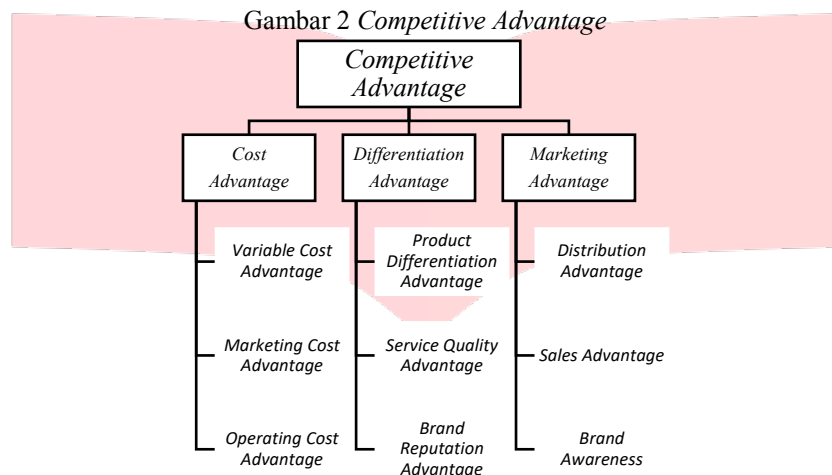 Gambar 2 Competitive Advantage
Competitive
Advantage
Cost
Advantage
Differentiation
Advantage
Marketing
Advantage
Variable Cost
Advantage
Product
Differentiation
Advantage
Distribution
Advantage
Marketing Cost
Advantage
Service Quality
Advantage
Sales Advantage
Operating Cost
Advantage
Brand
Reputation
Advantage
Brand
Awareness